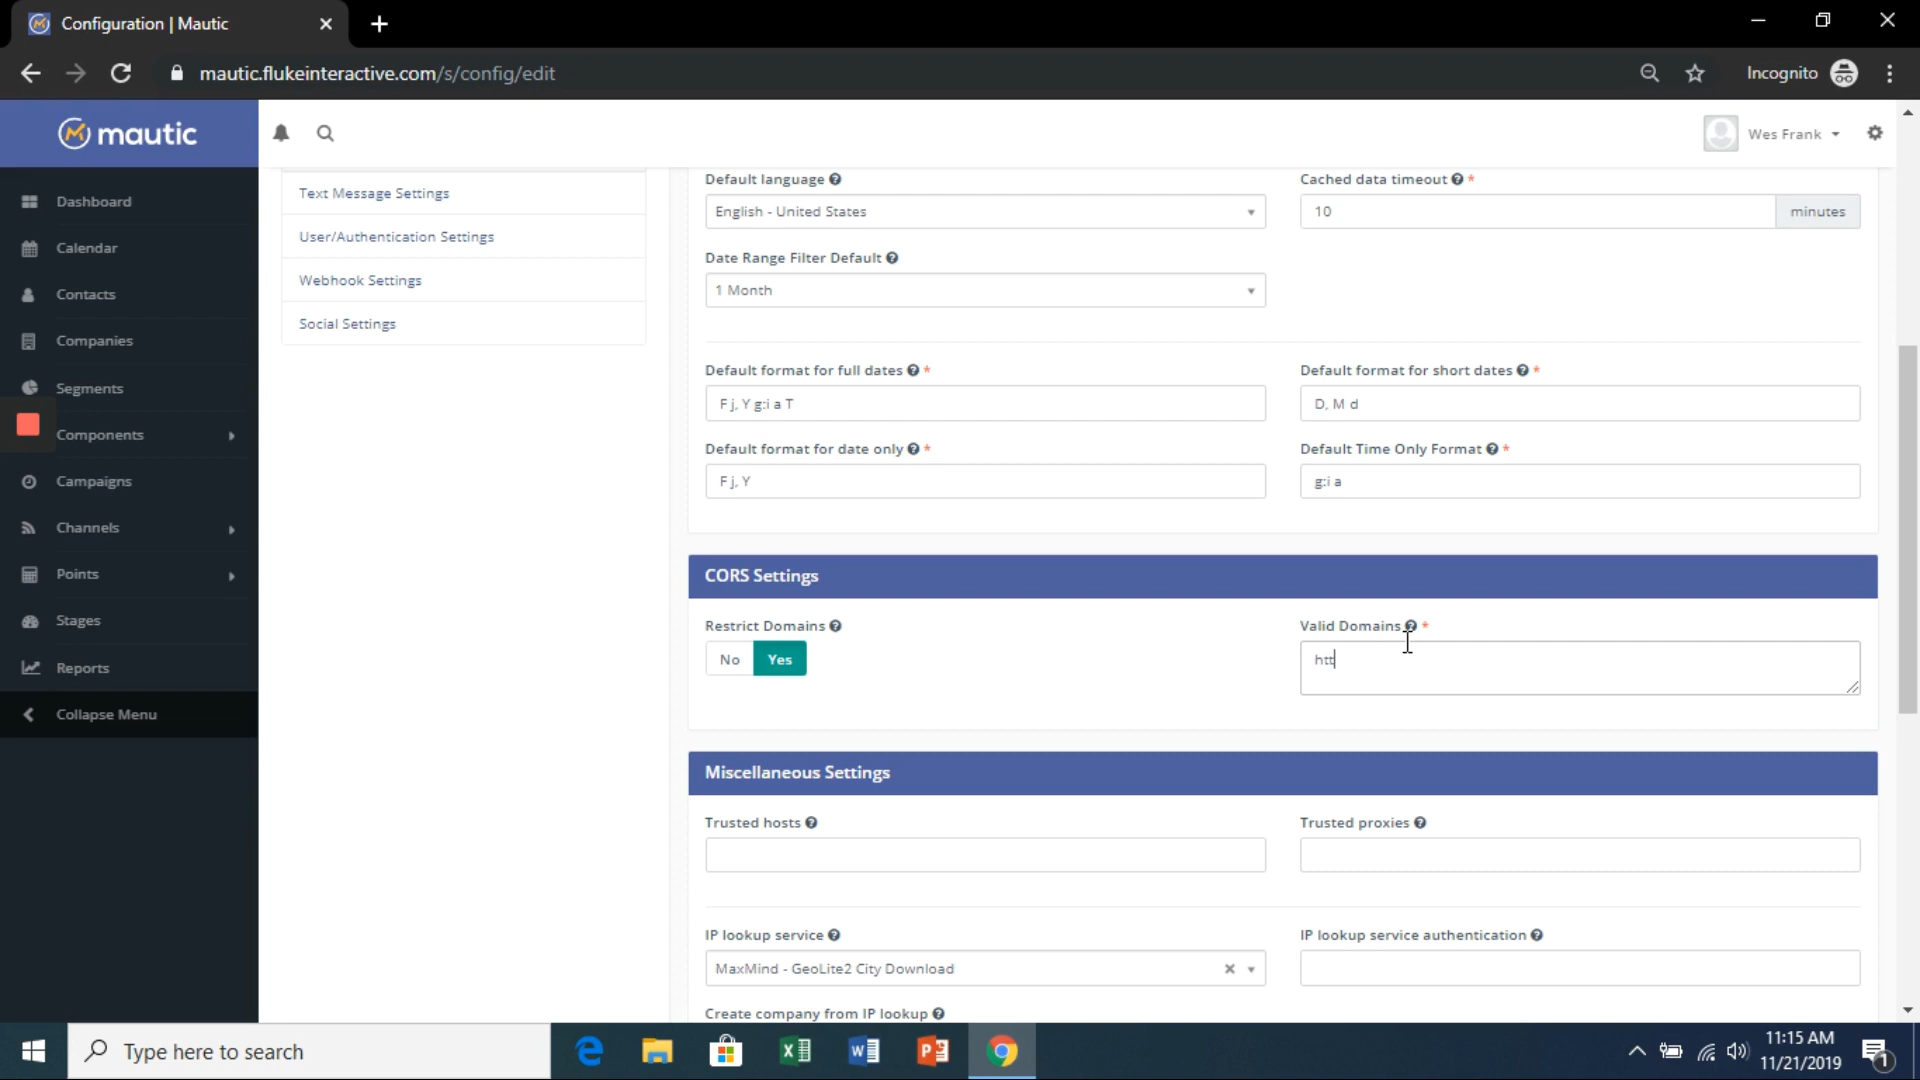 Configuration | Mautic
mautic.flukeinteractive.com/s/config/edit
Incognito
mautic
Wes Frank
Dashboard
Calendar
Contacts
Companies
Segments
Components
Campaigns
Channels
Points
Stages
Reports
Collapse Menu
Text Message Settings
User/Authentication Settings
Webhook Settings
Social Settings
Default language
English - United States
Cached data timeout *
10
minutes
Date Range Filter Default
1 Month
Default format for full dates *
F j, Y g:i a T
Default format for short dates *
D, M d
Default format for date only *
F j, Y
Default Time Only Format *
g:i a
CORS Settings
Restrict Domains
No
Yes
Valid Domains *
htt
Miscellaneous Settings
Trusted hosts
Trusted proxies
IP lookup service
MaxMind - GeoLite2 City Download
IP lookup service authentication
Create company from IP lookup
Type here to search
11:15 AM
11/21/2019
1